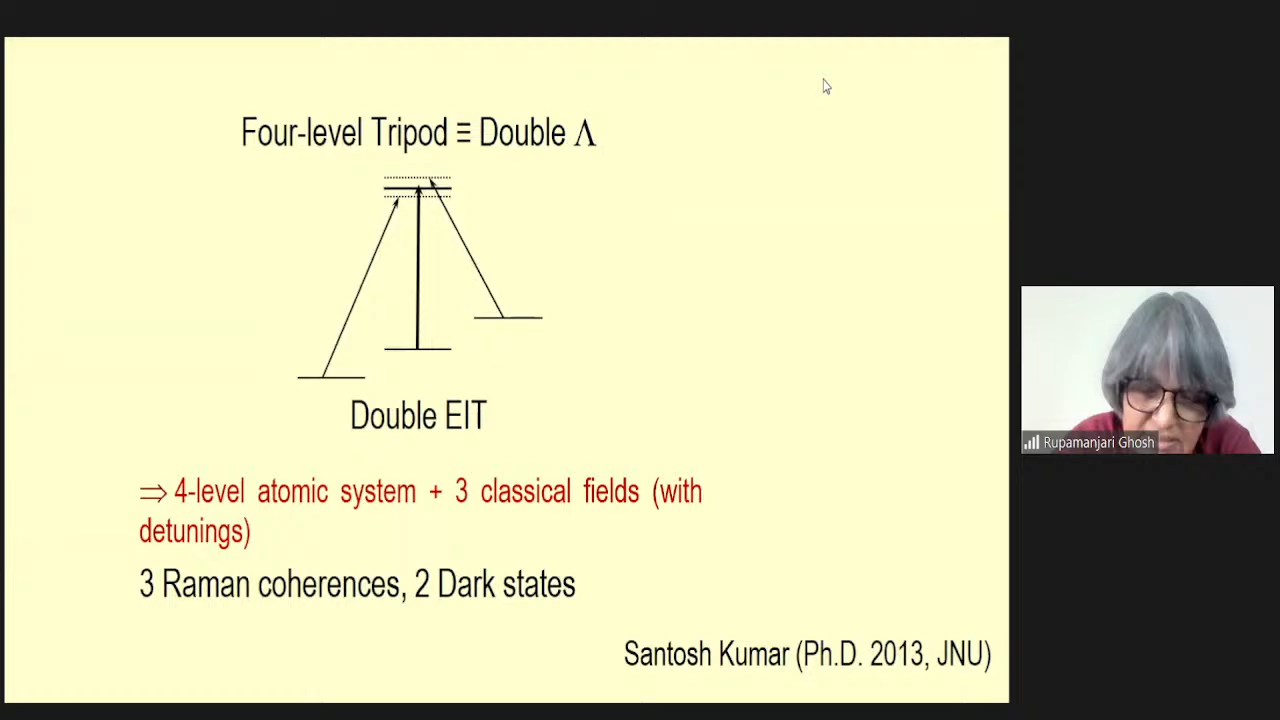 Four-level Tripod ≡ Double Λ
Double EIT
⇒ 4-level atomic system + 3 classical fields (with
detunings)
3 Raman coherences, 2 Dark states
Santosh Kumar (Ph.D. 2013, JNU)
Rupamanjari Ghosh